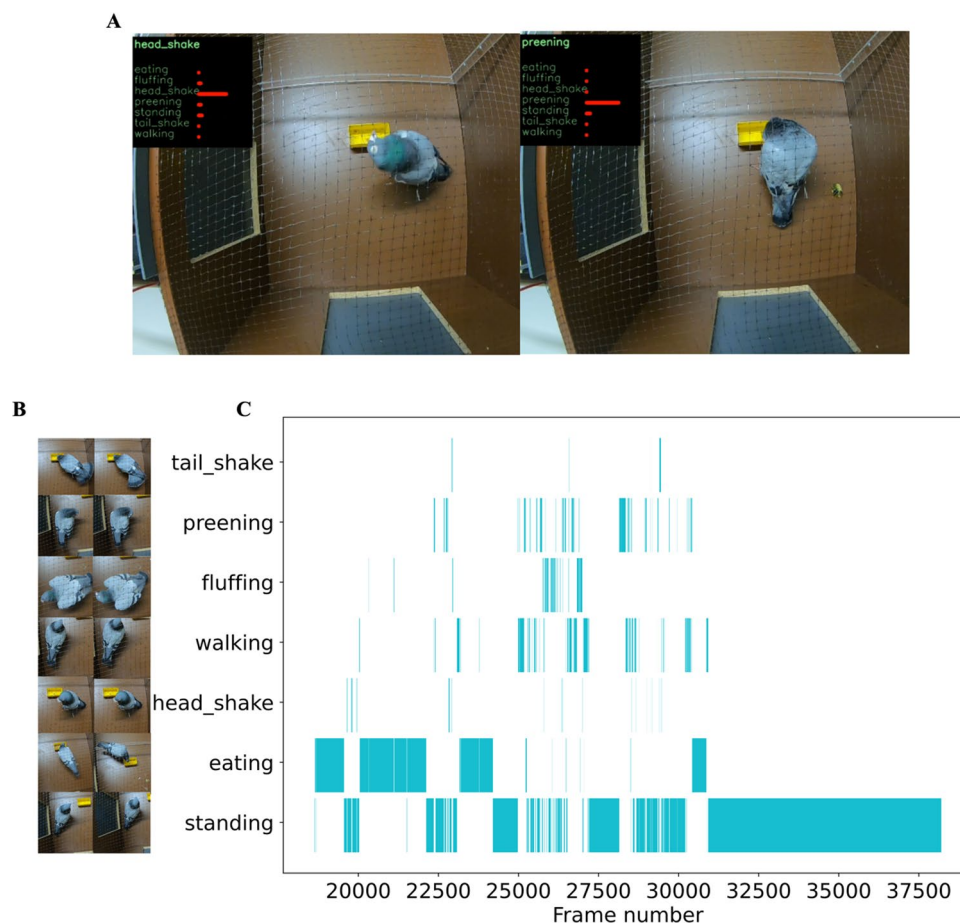 A
head_shake
eating
fluffing
head_shake
preening
standing
tail_shake
walking
preening
eating
fluffing
head_shake
preening
standing
tail_shake
walking
B
C
tail_shake
preening
fluffing
walking
head_shake
eating
standing
20000 22500 25000 27500 30000 32500 35000 37500
Frame number